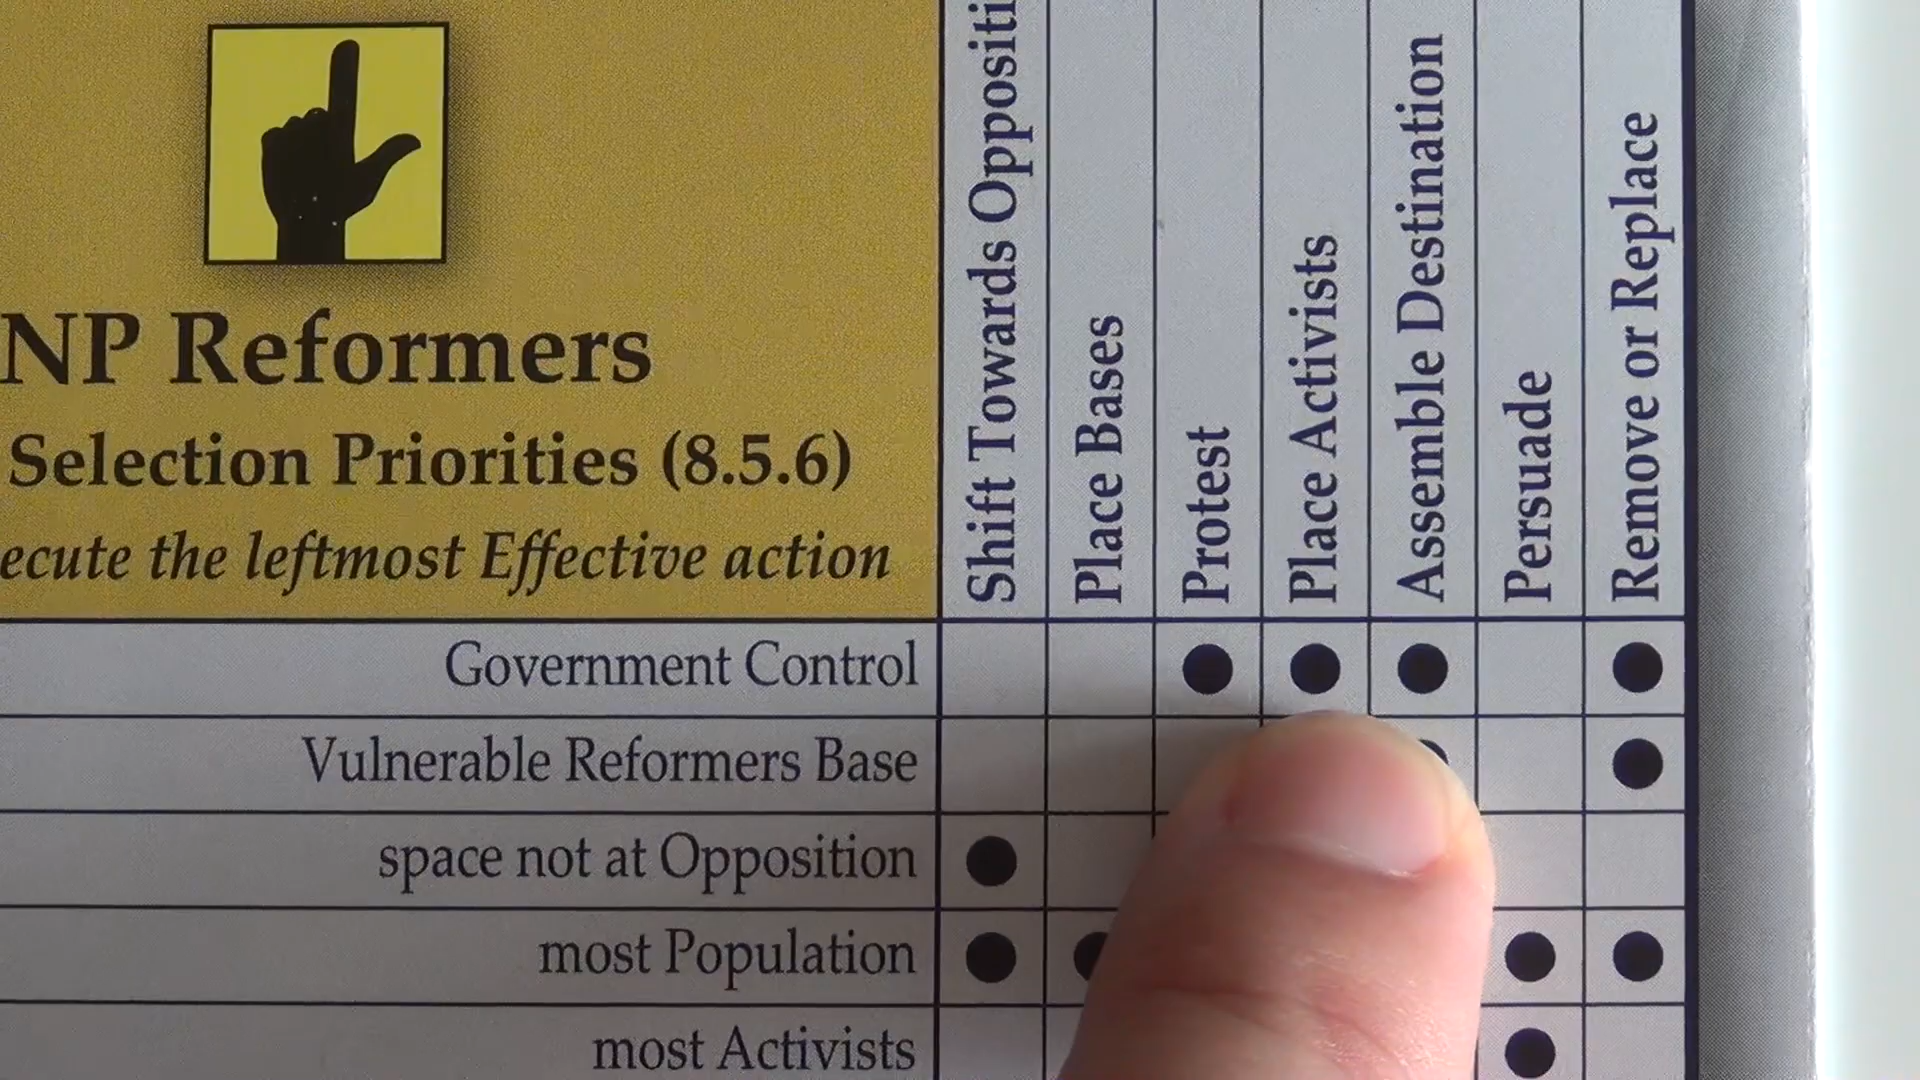 NP Reformers
Selection Priorities (8.5.6)
ecute the leftmost Effective action
Shift Towards Oppositi
Place Bases
Protest
Place Activists
Assemble Destination
Persuade
Remove or Replace
Government Control
Vulnerable Reformers Base
space not at Opposition
most Population
most Activists